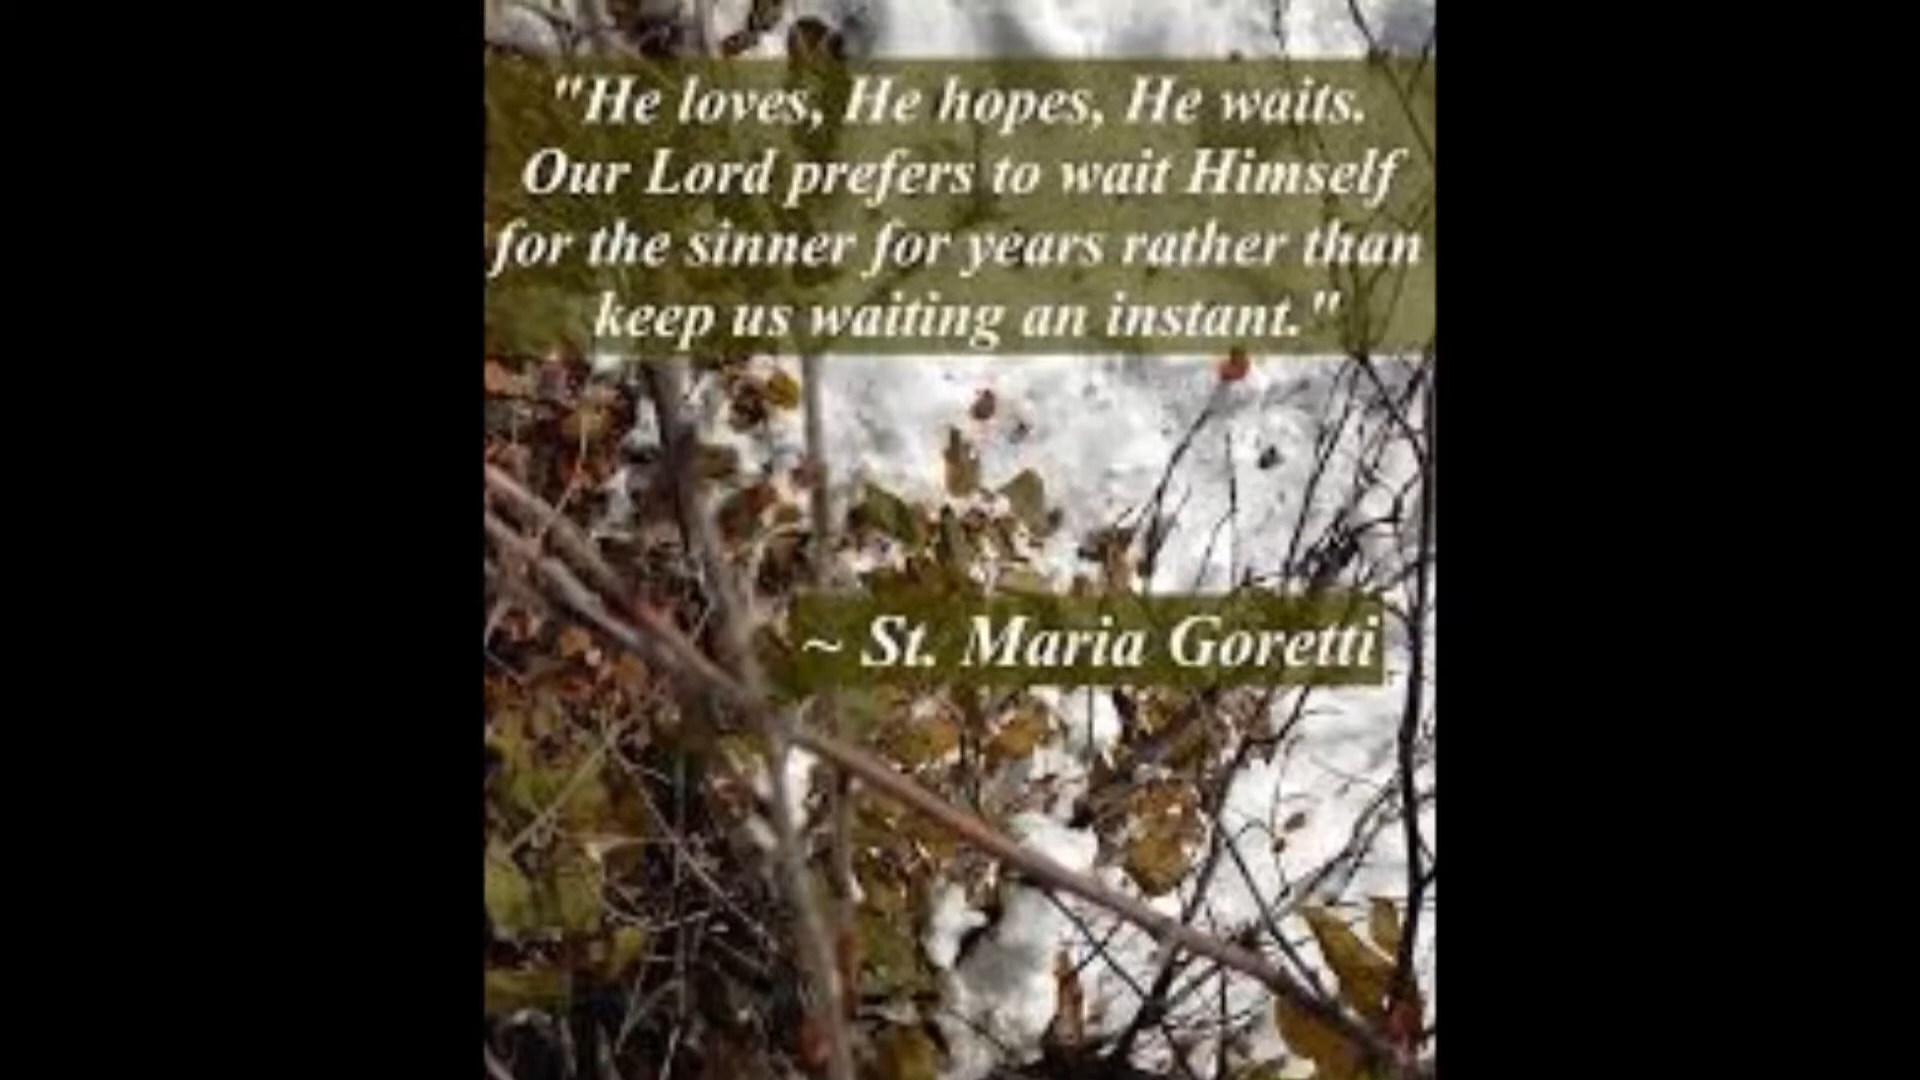 "He loves, He hopes, He waits.
Our Lord prefers to wait Himself
for the sinner for years rather than
keep us waiting an instant."
~ St. Maria Goretti